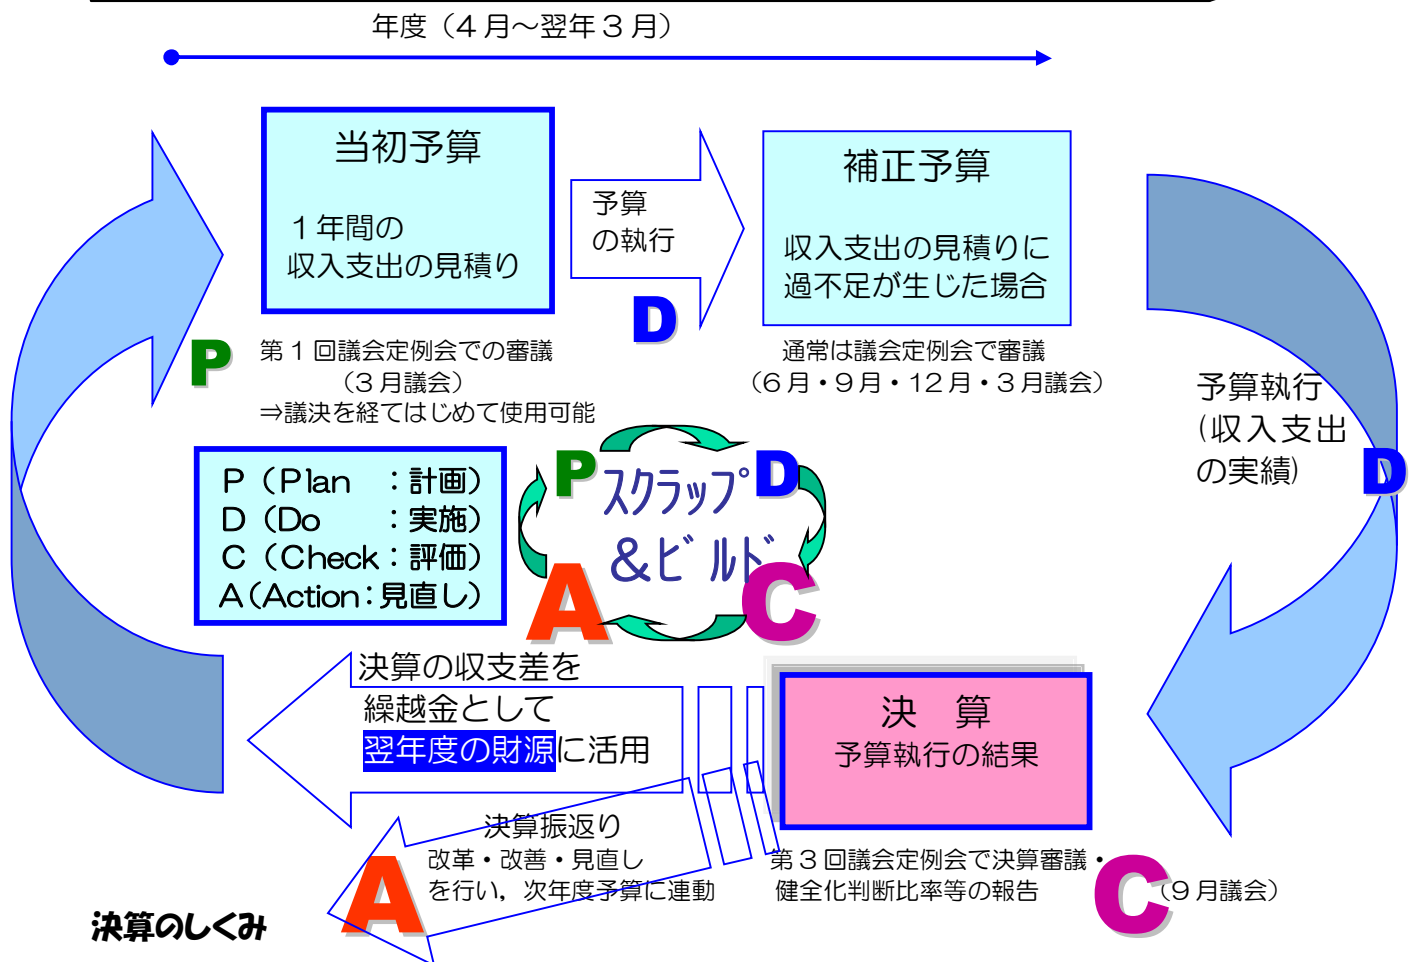 年度（４月～翌年３月）
当初予算
１年間の
収入支出の見積り
予算
の執行
D
補正予算
収入支出の見積りに
過不足が生じた場合
P
第１回議会定例会での審議
（３月議会）
⇒議決を経てはじめて使用可能
通常は議会定例会で審議
（６月・９月・１２月・３月議会）
予算執行
(収入支出
の実績)
D
P（Plan　：計画）
D（Do　　：実施）
C（Check：評価）
A（Action：見直し）
P
D
ｽｸﾗｯﾌﾟ
&ﾋﾞﾙﾄﾞ
A
C
決算の収支差を
繰越金として
翌年度の財源に活用
決　算
予算執行の結果
決算振返り
改革・改善・見直し
を行い，次年度予算に連動
A
第３回議会定例会で決算審議・
健全化判断比率等の報告
C
（９月議会）
決算のしくみ